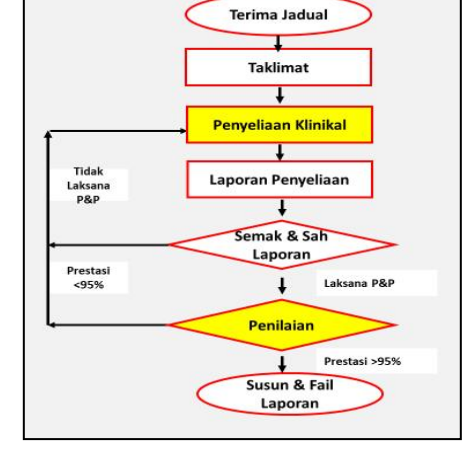 Terima Jadual
Taklimat
Penyeliaan Klinikal
Laporan Penyeliaan
Tidak
Laksana
P&P
Semak & Sah
Laporan
Prestasi
<95%
Laksana P&P
Penilaian
Prestasi >95%
Susun & Fail
Laporan